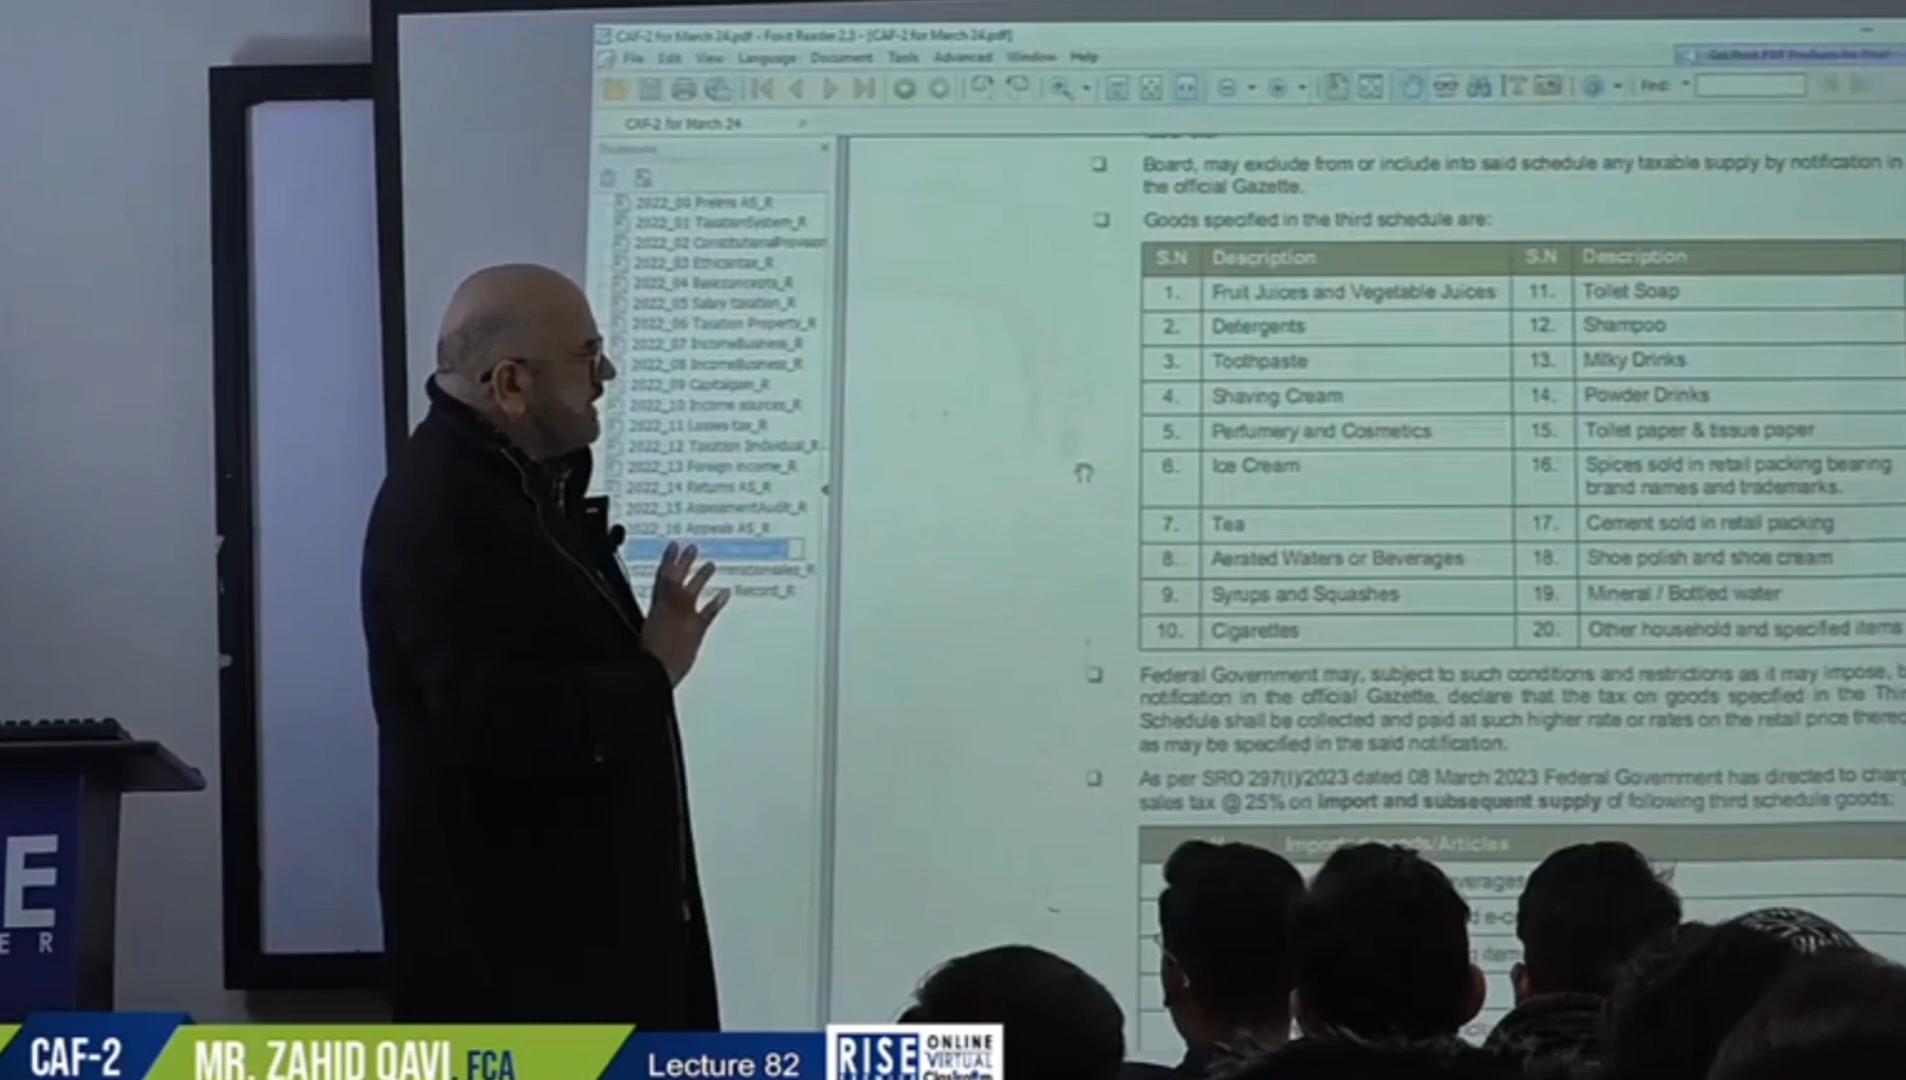 CAF-2 for March 24.pdf - Foxit Reader 2.3 - [CAF-2 for March 24.pdf]
File Edit View Language Document Tools Advanced Window Help
Find:
CAF-2 for March 24
2022_00 Prelims AS_R
2022_01 TaxationSystem_R
2022_02 ConstitutionalProvision
2022_03 Ethicsintax_R
2022_04 Basicconcepts_R
2022_05 Salary taxation_R
2022_06 Taxation Property_R
2022_07 IncomeBusiness_R
2022_08 IncomeBusiness_R
2022_09 Capitalgain_R
2022_10 Income sources_R
2022_11 Losses tax_R
2022_12 Taxation Individual_R
2022_13 Foreign income_R
2022_14 Returns AS_R
2022_15 AssessmentAudit_R
2022_16 Appeals AS_R
Record_R
Board, may exclude from or include into said schedule any taxable supply by notification in
the official Gazette.
Goods specified in the third schedule are:
S.N Description S.N Description
1. Fruit Juices and Vegetable Juices 11. Toilet Soap
2. Detergents 12. Shampoo
3. Toothpaste 13. Milky Drinks
4. Shaving Cream 14. Powder Drinks
5. Perfumery and Cosmetics 15. Toilet paper & tissue paper
6. Ice Cream 16. Spices sold in retail packing bearing
brand names and trademarks.
7. Tea 17. Cement sold in retail packing
8. Aerated Waters or Beverages 18. Shoe polish and shoe cream
9. Syrups and Squashes 19. Mineral / Bottled water
10. Cigarettes 20. Other household and specified items
Federal Government may, subject to such conditions and restrictions as it may impose, b
notification in the official Gazette, declare that the tax on goods specified in the Thi
Schedule shall be collected and paid at such higher rate or rates on the retail price there
as may be specified in the said notification.
As per SRO 297(I)/2023 dated 08 March 2023 Federal Government has directed to char
sales tax @ 25% on import and subsequent supply of following third schedule goods:
/Articles
E
E R
CAF-2
MR. ZAHID QAVI, FCA
Lecture 82
RISE
ONLINE
VIRTUAL